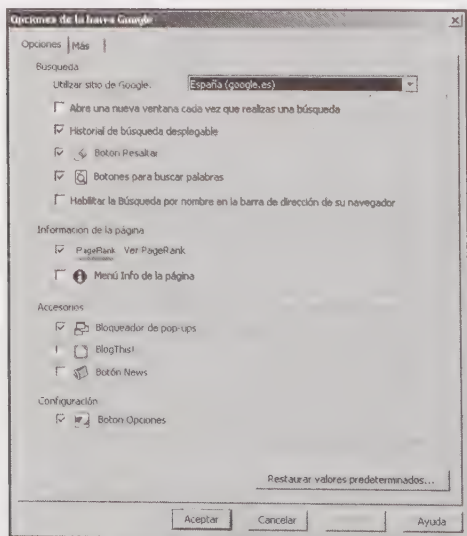 Opciones de la barra Google
Opciones Más
Búsqueda
Utilizar sitio de Google: España (google.es)
Abre una nueva ventana cada vez que realizas una búsqueda
Historial de búsqueda desplegable
Boton Resaltar
Botones para buscar palabras
Habilitar la Búsqueda por nombre en la barra de dirección de su navegador
Información de la página
PageRank Ver PageRank
Menú Info de la página
Accesorios
Bloqueador de pop-ups
BlogThis!
Botón News
Configuración
Boton Opciones
Restaurar valores predeterminados...
Aceptar Cancelar Ayuda